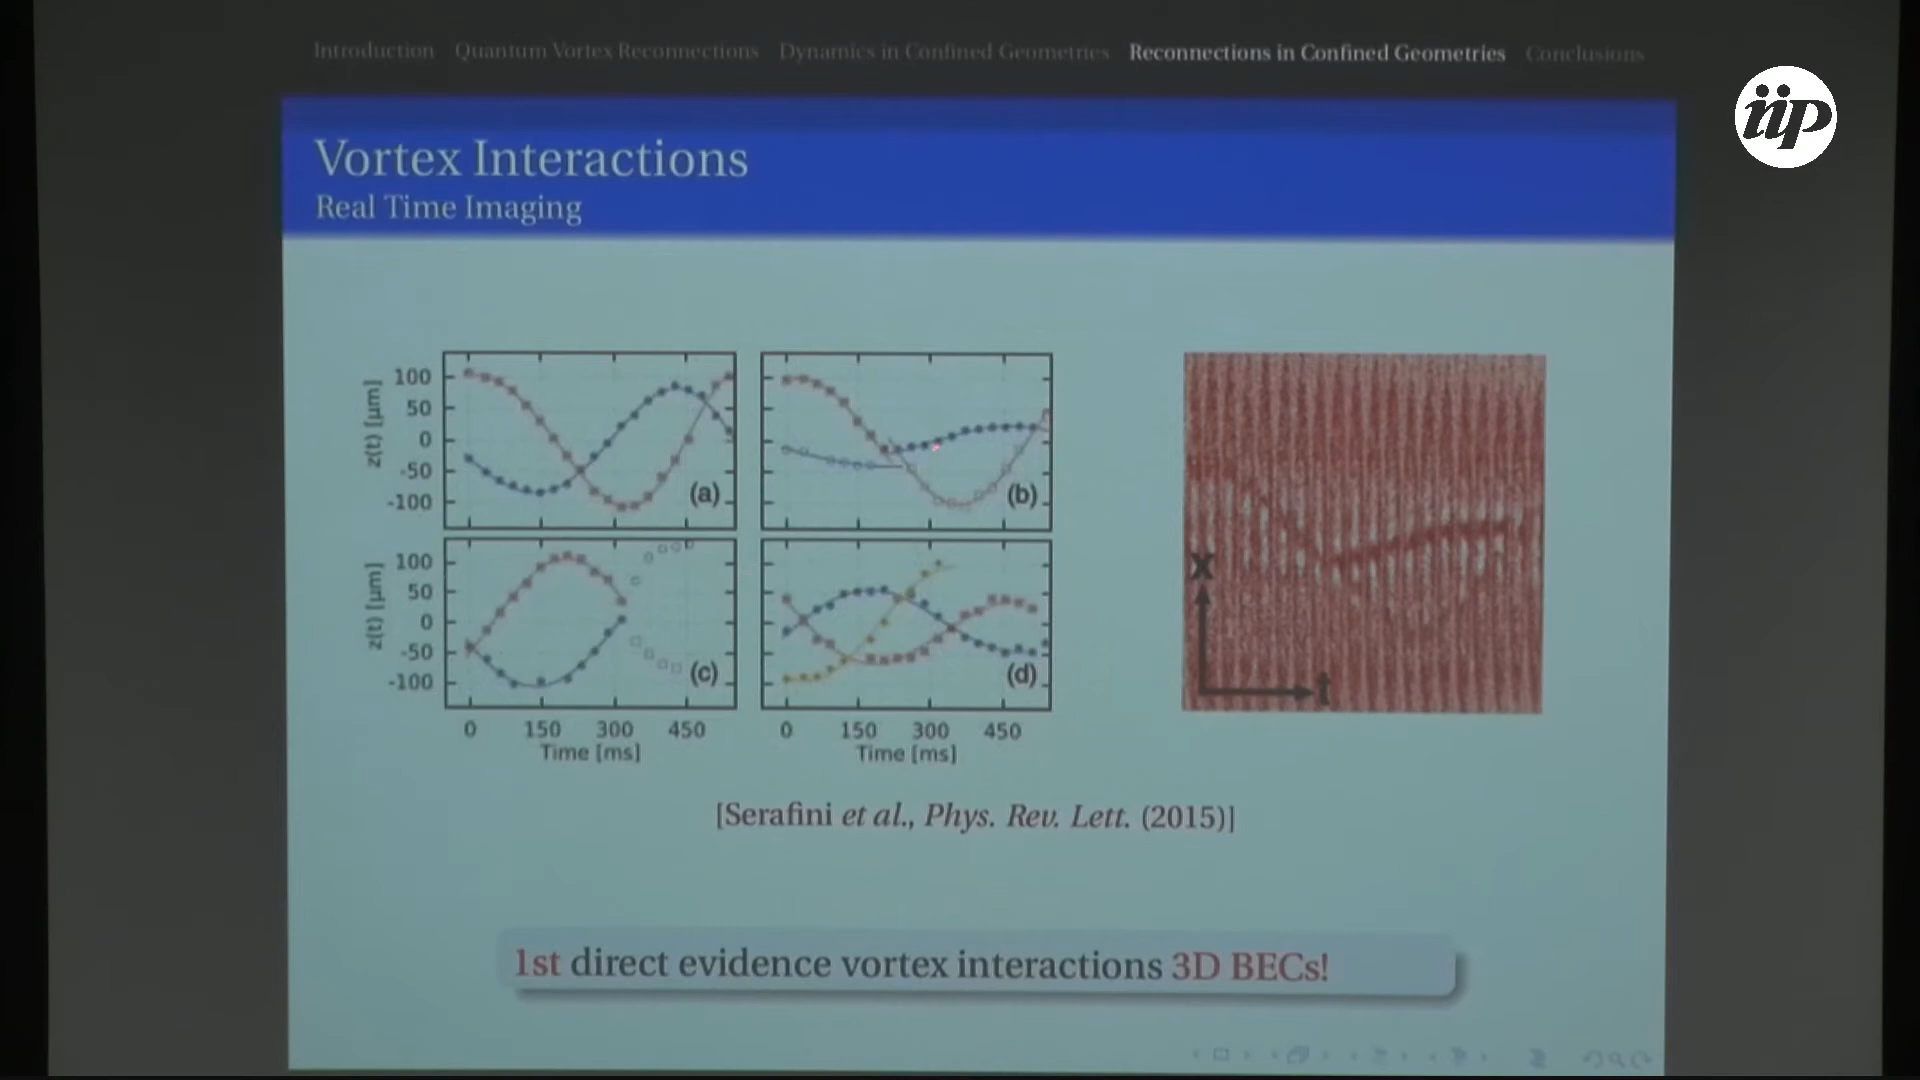 Introduction Quantum Vortex Reconnections Dynamics in Confined Geometries Reconnections in Confined Geometries Conclusions
iip
Vortex Interactions
Real Time Imaging
z(t) [μm]
100
50
0
-50
-100
(a)
(b)
z(t) [μm]
100
50
0
-50
-100
(c)
(d)
0 150 300 450
Time [ms]
0 150 300 450
Time [ms]
x
t
[Serafini et al., Phys. Rev. Lett. (2015)]
1st direct evidence vortex interactions 3D BECs!